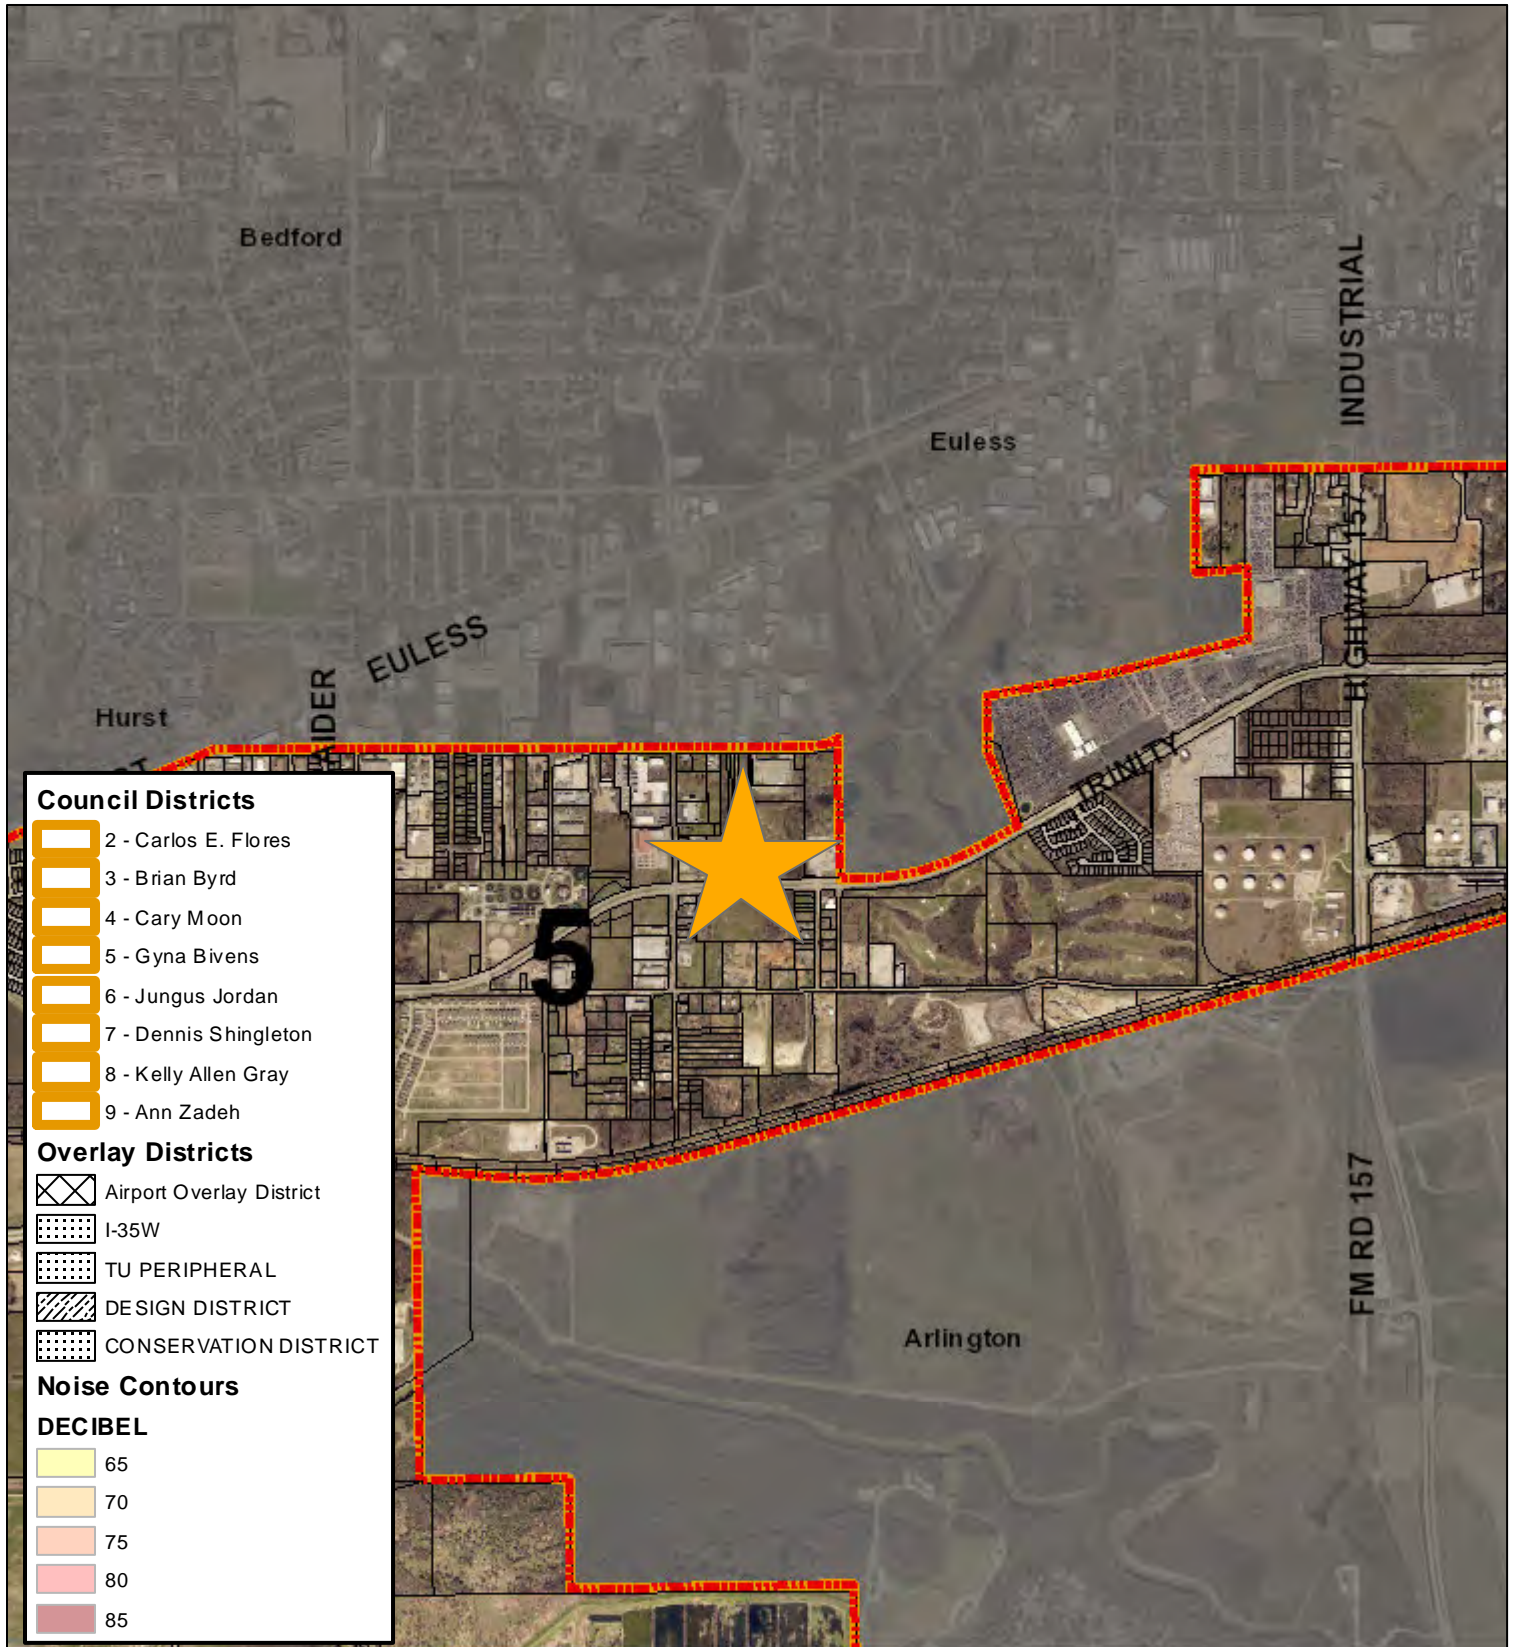 Bedford
INDUSTRIAL
Euless
HIGHWAY 157
EULESS
AIDER
Hurst
TRINITY
5
Council Districts
2 - Carlos E. Flores
3 - Brian Byrd
4 - Cary Moon
5 - Gyna Bivens
6 - Jungus Jordan
7 - Dennis Shingleton
8 - Kelly Allen Gray
9 - Ann Zadeh
Overlay Districts
Airport Overlay District
I-35W
TU PERIPHERAL
DESIGN DISTRICT
CONSERVATION DISTRICT
Noise Contours
DECIBEL
65
70
75
80
85
FM RD 157
Arlington